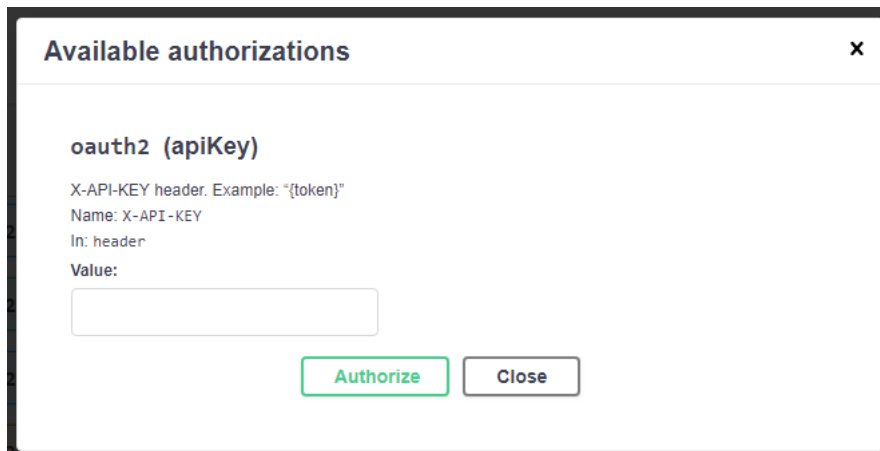 Available authorizations
×
oauth2 (apiKey)
X-API-KEY header. Example: “{token}”
Name: X-API-KEY
In: header
Value:
Authorize Close